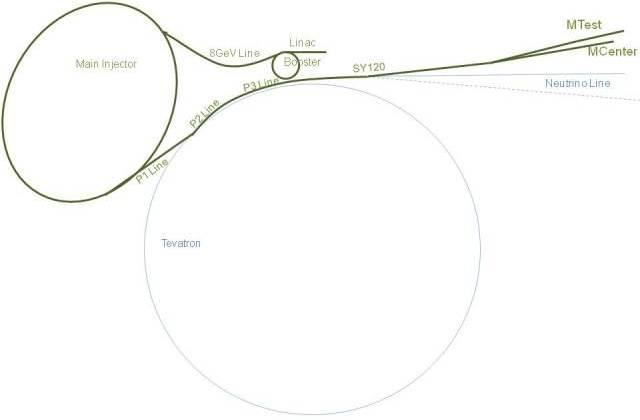 MTest
MCenter
Linac
8GeV Line
Booster
Main Injector
SY120
P3 Line
Neutrino Line
P2 Line
P1 Line
Tevatron